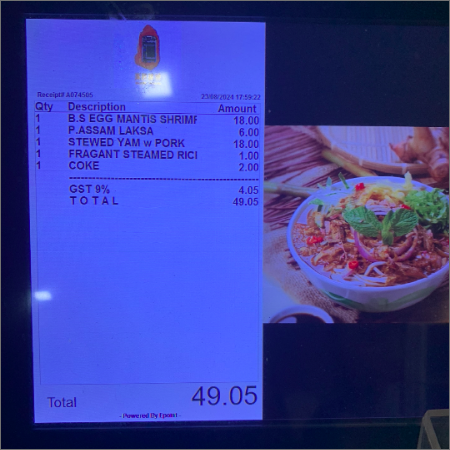 Receipt# A074505 23/08/2024 17:59:22
Qty Description Amount
1 B.S EGG MANTIS SHRIMF 18.00
1 P.ASSAM LAKSA 6.00
1 STEWED YAM w PORK 18.00
1 FRAGANT STEAMED RICI 1.00
1 COKE 2.00
GST 9% 4.05
T O T A L 49.05
Total 49.05
- Powered By Epoint -